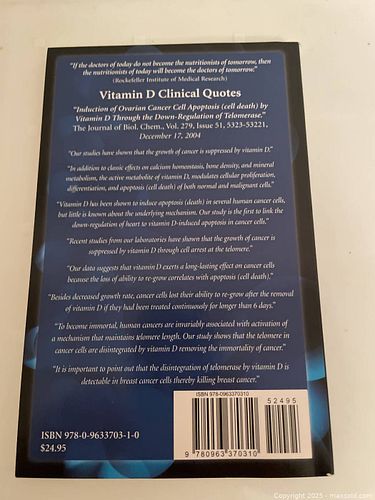 "If the doctors of today do not become the nutritionists of tomorrow, then
the nutritionists of today will become the doctors of tomorrow."
(Rockefeller Institute of Medical Research)
Vitamin D Clinical Quotes
"Induction of Ovarian Cancer Cell Apoptosis (cell death) by
Vitamin D Through the Down-Regulation of Telomerase."
The Journal of Biol. Chem., Vol. 279, Issue 51, 5323-53221,
December 17, 2004
"Our studies have shown that the growth of cancer is suppressed by vitamin D."
"In addition to classic effects on calcium homeostasis, bone density, and mineral
metabolism, the active metabolite of vitamin D, modulates cellular proliferation,
differentiation, and apoptosis (cell death) of both normal and malignant cells."
"Vitamin D has been shown to induce apoptosis (death) in several human cancer cells,
but little is known about the underlying mechanism. Our study is the first to link the
down-regulation of heart to vitamin D-induced apoptosis in cancer cells."
"Recent studies from our laboratories have shown that the growth of cancer is
suppressed by vitamin D through cell arrest at the telomere."
"Our data suggests that vitamin D exerts a long-lasting effect on cancer cells
because the loss of ability to re-grow correlates with apoptosis (cell death)."
"Besides decreased growth rate, cancer cells lost their ability to re-grow after the removal
of vitamin D if they had been treated continuously for longer than 6 days."
"To become immortal, human cancers are invariably associated with activation of
a mechanism that maintains telomere length. Our study shows that the telomere in
cancer cells are disintegrated by vitamin D removing the immortality of cancer."
"It is important to point out that the disintegration of telomerase by vitamin D is
detectable in breast cancer cells thereby killing breast cancer."
ISBN 978-0-9633703-1-0
$24.95
52495
9 780963 370310
Copyright 2025 - maxsold.com